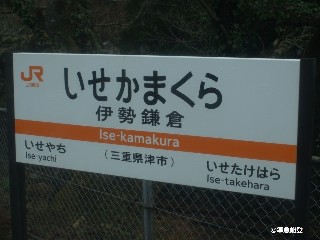 JR
いせかまくら
伊勢鎌倉
Ise-kamakura
(三重県津市)
いせやち
Ise-yachi
いせたけはら
Ise-takehara